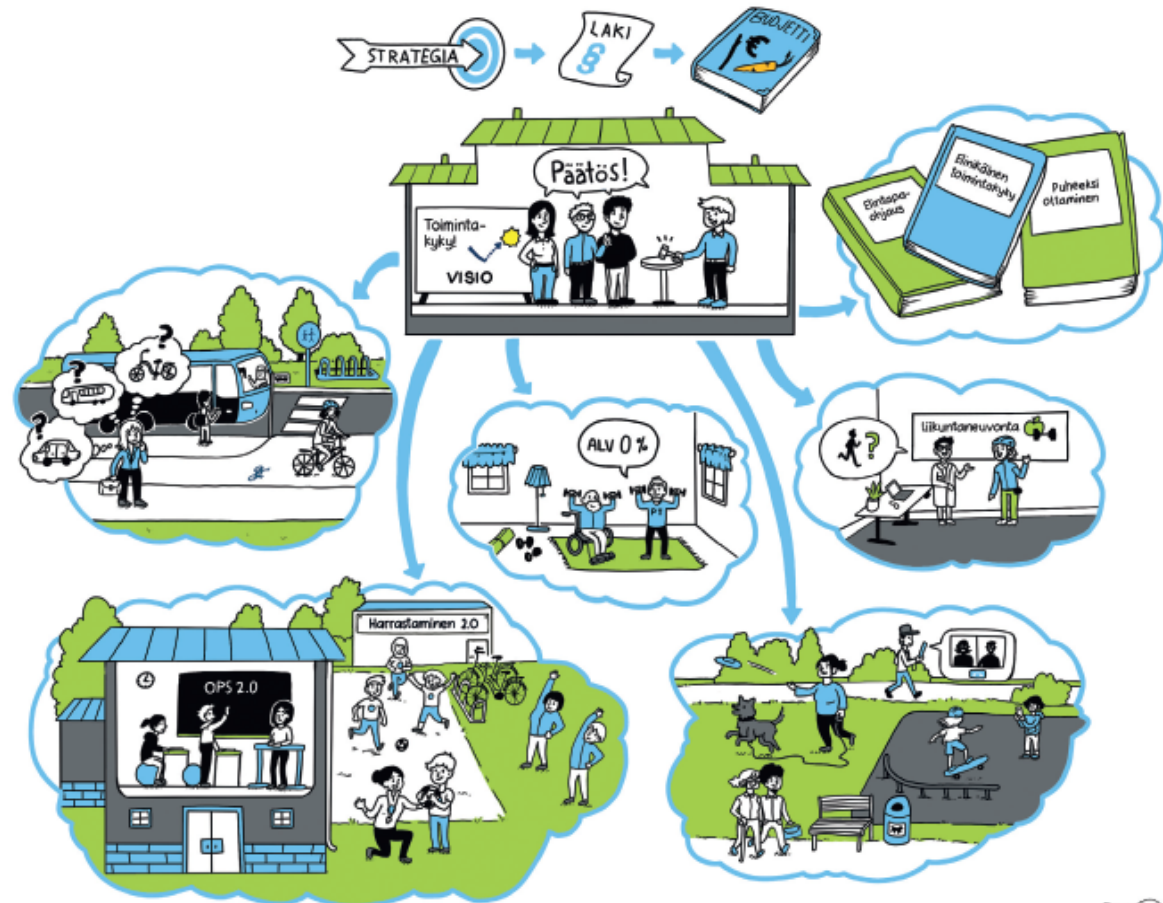 STRATEGIA
LAKI
§
BUDJETTI
€
Päätös!
Toiminta-
kyky!
VISIO
Elintapa-
ohjaus
Elinikäinen
toimintakyky
Puheeksi
ottaminen
?
?
?
H
ALV 0 %
PT
?
Liikuntaneuvonta
OPS 2.0
Harrastaminen 2.0